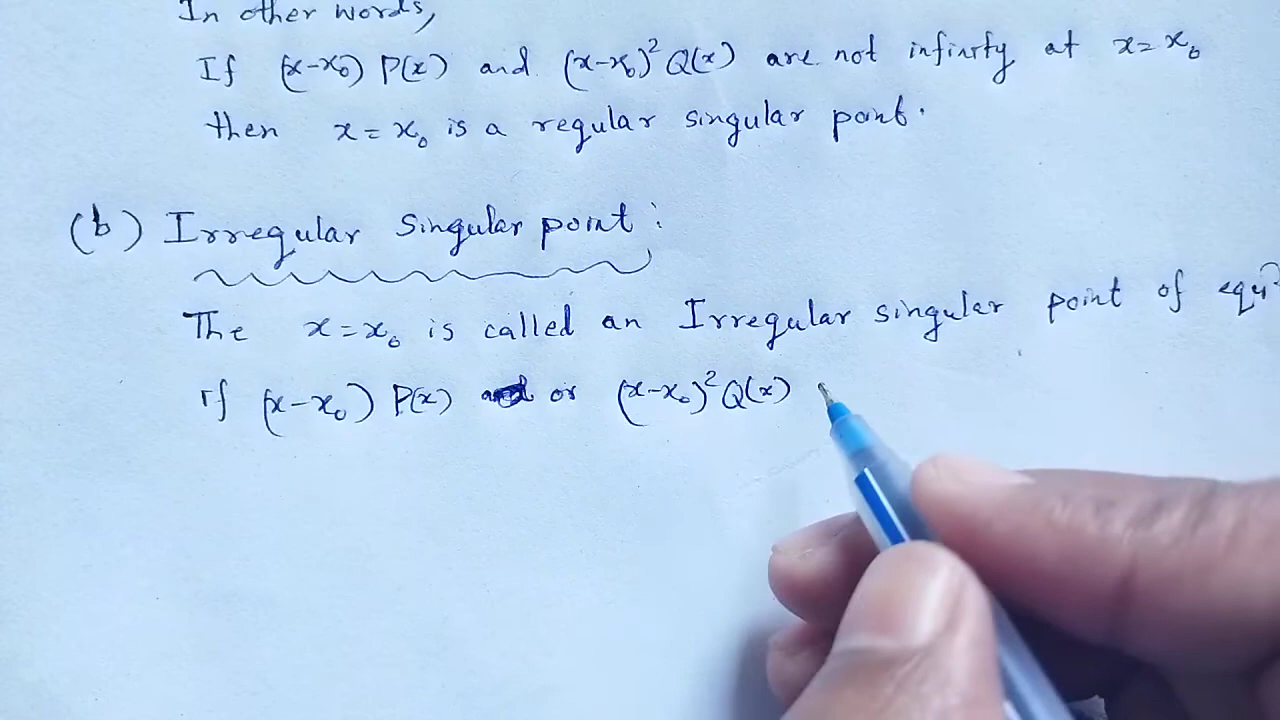 In other words,
If (x-x₀) P(x) and (x-x₀)² Q(x) are not infinity at x = x₀
then x = x₀ is a regular singular point.
(b) Irregular Singular point:
The x = x₀ is called an Irregular singular point of equⁿ
If (x-x₀) P(x) or (x-x₀)² Q(x)